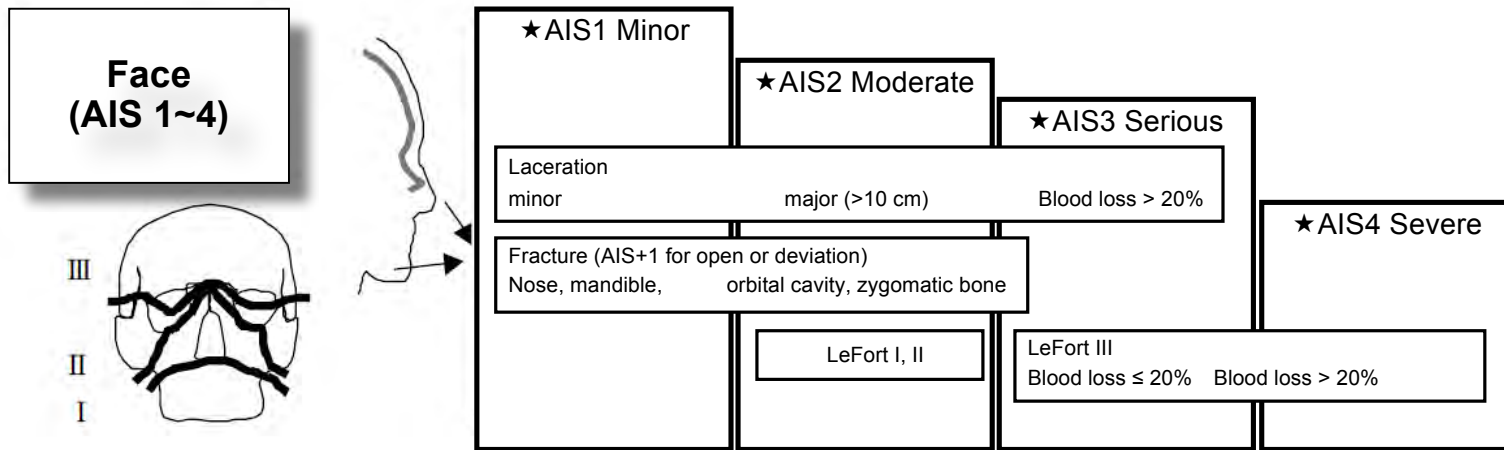 Face
(AIS 1~4)
III
II
I
★AIS1 Minor
★AIS2 Moderate
★AIS3 Serious
★AIS4 Severe
Laceration
minor major (>10 cm) Blood loss > 20%
Fracture (AIS+1 for open or deviation)
Nose, mandible, orbital cavity, zygomatic bone
LeFort I, II
LeFort III
Blood loss ≤ 20% Blood loss > 20%